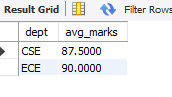 Result Grid Filter Rows
dept avg_marks
CSE 87.5000
ECE 90.0000